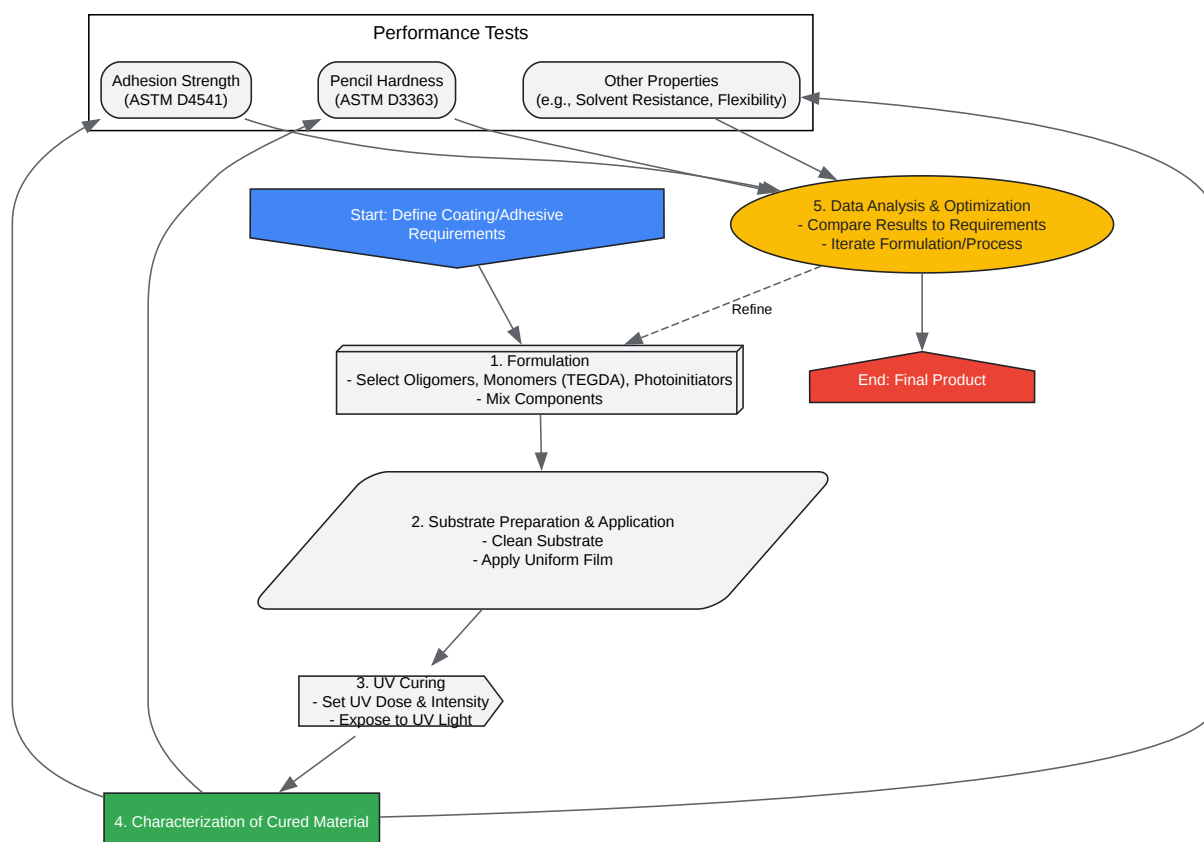 Performance Tests
Adhesion Strength
(ASTM D4541)
Pencil Hardness
(ASTM D3363)
Other Properties
(e.g., Solvent Resistance, Flexibility)
Start: Define Coating/Adhesive
Requirements
5. Data Analysis & Optimization
- Compare Results to Requirements
- Iterate Formulation/Process
Refine
1. Formulation
- Select Oligomers, Monomers (TEGDA), Photoinitiators
- Mix Components
End: Final Product
2. Substrate Preparation & Application
- Clean Substrate
- Apply Uniform Film
3. UV Curing
- Set UV Dose & Intensity
- Expose to UV Light
4. Characterization of Cured Material